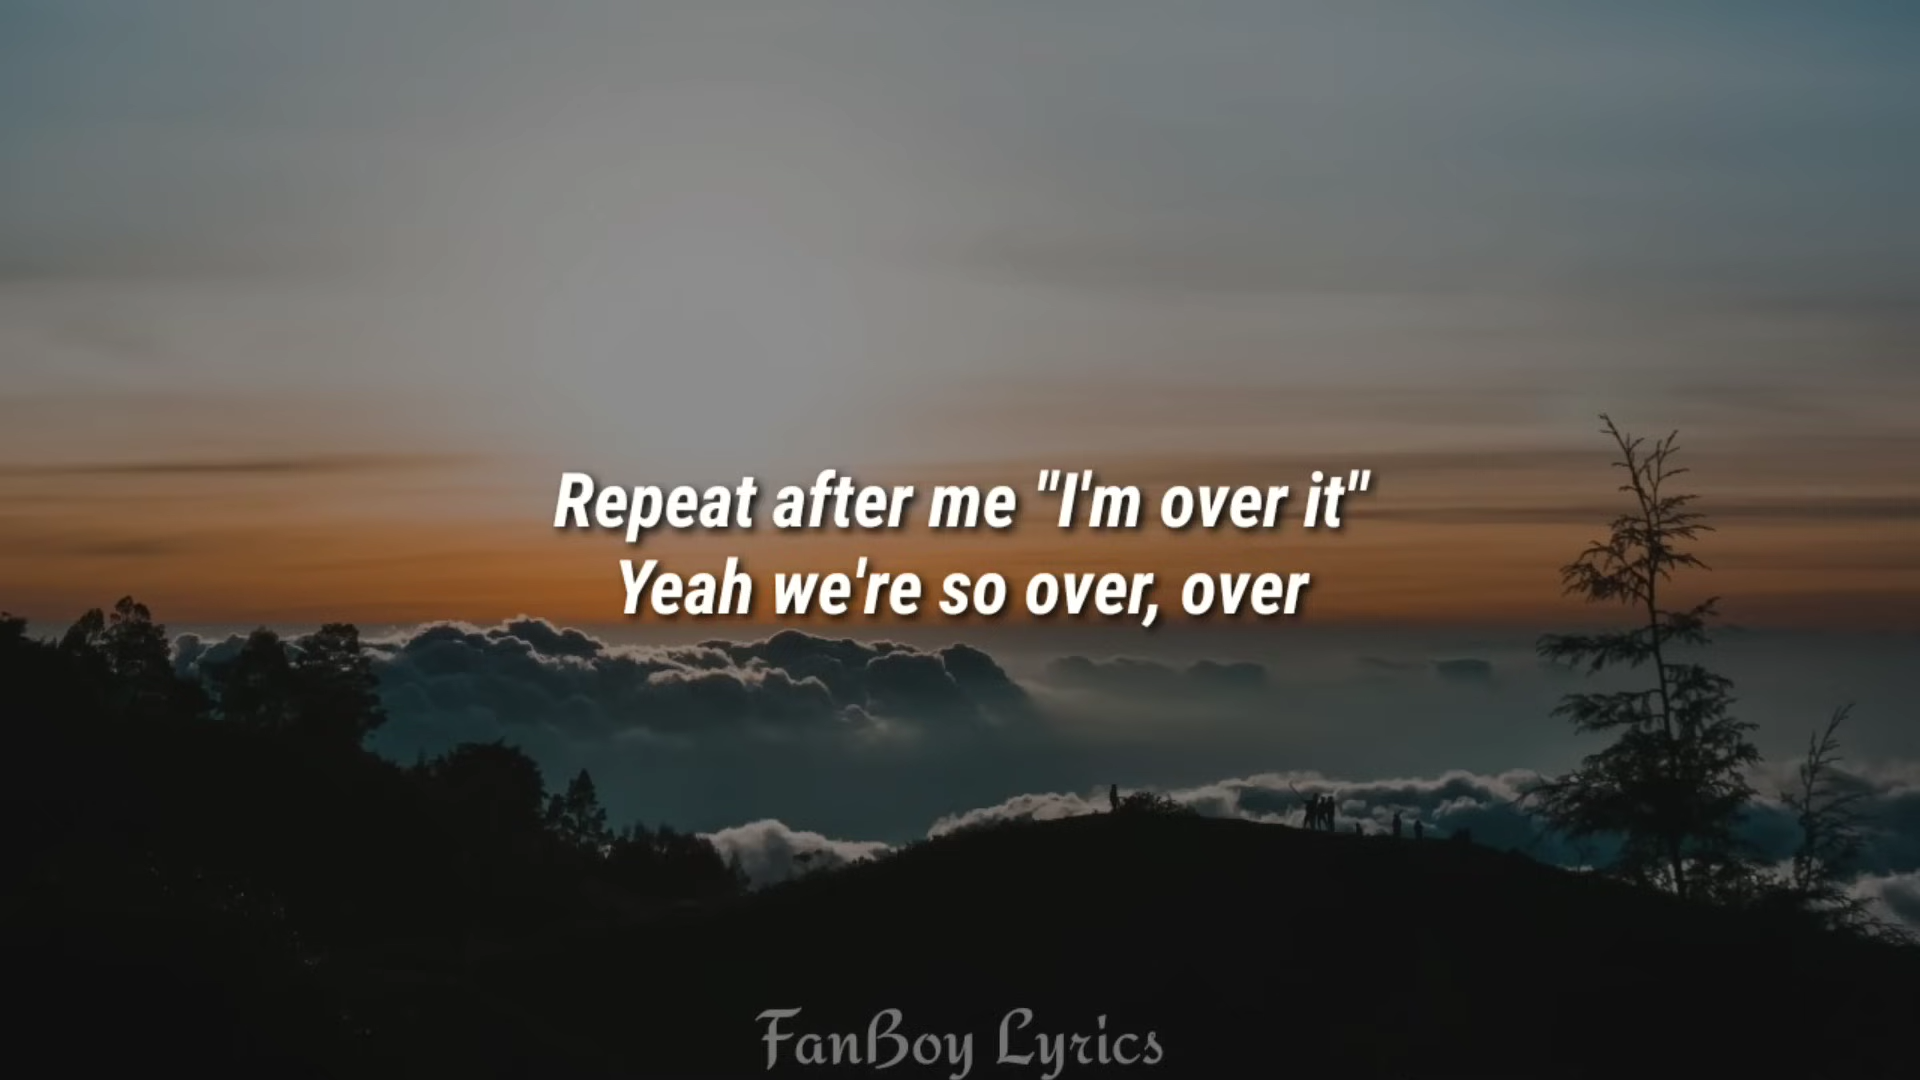 Repeat after me "I'm over it"
Yeah we're so over, over
FanBoy Lyrics